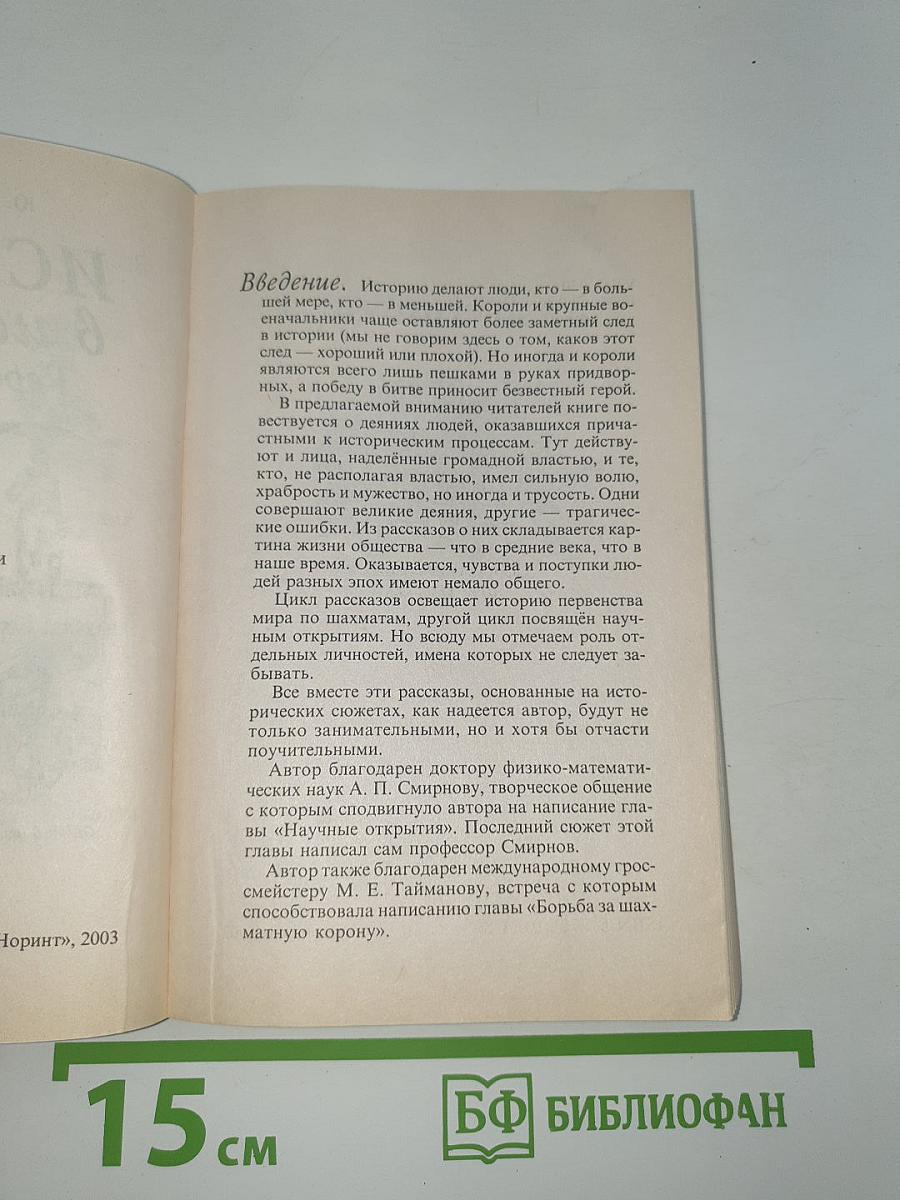 и
Норинт», 2003
Введение. Историю делают люди, кто — в боль-
шей мере, кто — в меньшей. Короли и крупные во-
еначальники чаще оставляют более заметный след
в истории (мы не говорим здесь о том, каков этот
след — хороший или плохой). Но иногда и короли
являются всего лишь пешками в руках придвор-
ных, а победу в битве приносит безвестный герой.
В предлагаемой вниманию читателей книге по-
вествуется о деяниях людей, оказавшихся прича-
стными к историческим процессам. Тут действу-
ют и лица, наделённые громадной властью, и те,
кто, не располагая властью, имел сильную волю,
храбрость и мужество, но иногда и трусость. Одни
совершают великие деяния, другие — трагичес-
кие ошибки. Из рассказов о них складывается кар-
тина жизни общества — что в средние века, что в
наше время. Оказывается, чувства и поступки лю-
дей разных эпох имеют немало общего.
Цикл рассказов освещает историю первенства
мира по шахматам, другой цикл посвящён науч-
ным открытиям. Но всюду мы отмечаем роль от-
дельных личностей, имена которых не следует за-
бывать.
Все вместе эти рассказы, основанные на исто-
рических сюжетах, как надеется автор, будут не
только занимательными, но и хотя бы отчасти
поучительными.
Автор благодарен доктору физико-математи-
ческих наук А. П. Смирнову, творческое общение
с которым сподвигнуло автора на написание гла-
вы «Научные открытия». Последний сюжет этой
главы написал сам профессор Смирнов.
Автор также благодарен международному грос-
смейстеру М. Е. Тайманову, встреча с которым
способствовала написанию главы «Борьба за шах-
матную корону».
15 см
БФ БИБЛИОФАН